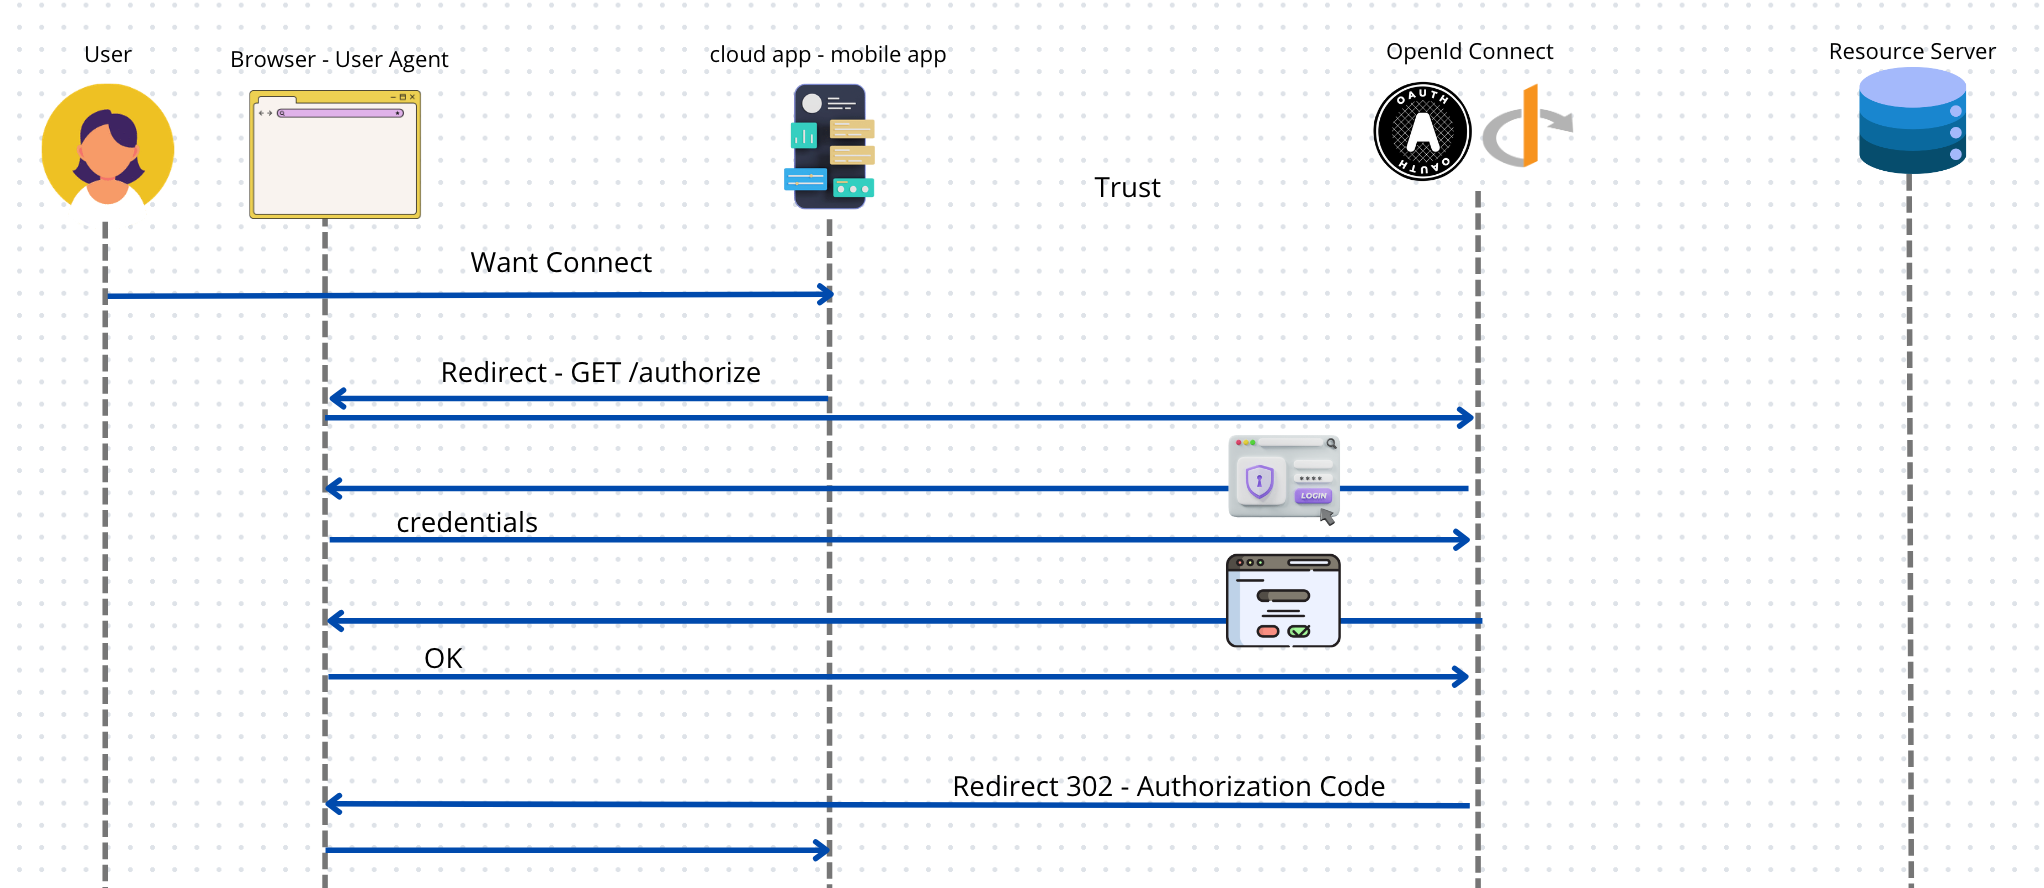 User
Browser - User Agent
cloud app - mobile app
OpenId Connect
Resource Server
OAUTH
OAUTH
Trust
Want Connect
Redirect - GET /authorize
****
LOGIN
credentials
OK
Redirect 302 - Authorization Code